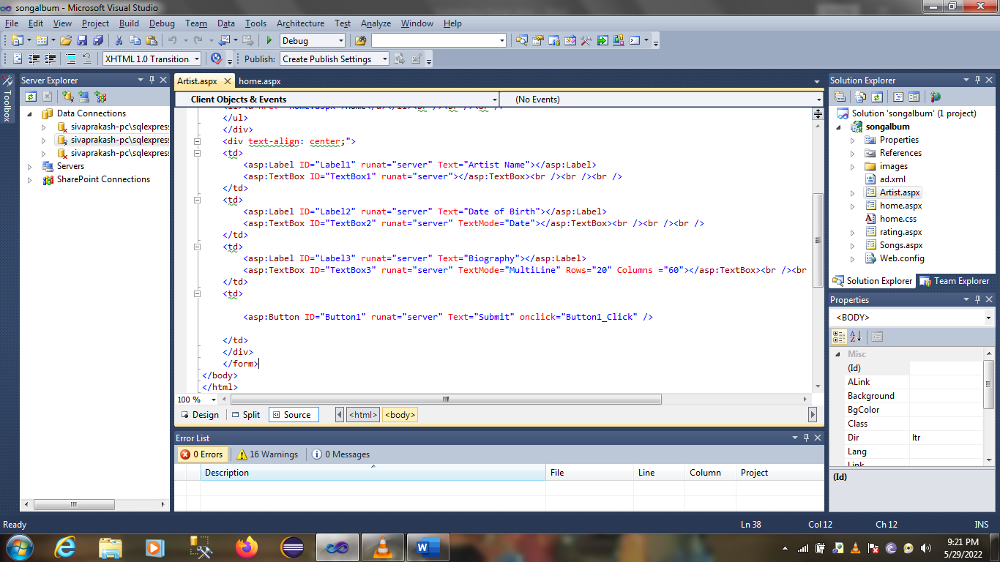 songalbum - Microsoft Visual Studio
File Edit View Project Build Debug Team Data Tools Architecture Test Analyze Window Help
Debug
XHTML 1.0 Transition Publish: Create Publish Settings
Toolbox
Server Explorer
Data Connections
sivaprakash-pc\sqlexpress
sivaprakash-pc\sqlexpress
sivaprakash-pc\sqlexpress
Servers
SharePoint Connections
Artist.aspx home.aspx
Client Objects & Events (No Events)
</ul>
</div>
<div text-align: center;">
<td>
<asp:Label ID="Label1" runat="server" Text="Artist Name"></asp:Label>
<asp:TextBox ID="TextBox1" runat="server"></asp:TextBox><br /><br /><br />
</td>
<td>
<asp:Label ID="Label2" runat="server" Text="Date of Birth"></asp:Label>
<asp:TextBox ID="TextBox2" runat="server" TextMode="Date"></asp:TextBox><br /><br /><br />
</td>
<td>
<asp:Label ID="Label3" runat="server" Text="Biography"></asp:Label>
<asp:TextBox ID="TextBox3" runat="server" TextMode="MultiLine" Rows="20" Columns ="60"></asp:TextBox><br /><br
</td>
<td>
<asp:Button ID="Button1" runat="server" Text="Submit" onclick="Button1_Click" />
</td>
</div>
</form>
</body>
</html>
100 %
Design Split Source <html> <body>
Error List
0 Errors 16 Warnings 0 Messages
Description File Line Column Project
Solution Explorer
Solution 'songalbum' (1 project)
songalbum
Properties
References
images
ad.xml
Artist.aspx
home.aspx
home.css
rating.aspx
Songs.aspx
Web.config
Solution Explorer Team Explorer
Properties
<BODY>
Misc
(Id)
ALink
Background
BgColor
Class
Dir ltr
Lang
Link
(Id)
Ready Ln 38 Col 12 Ch 12 INS
9:21 PM
5/29/2022